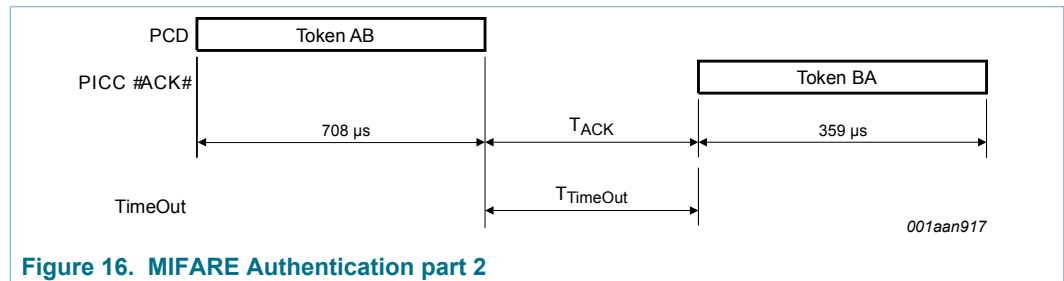 PCD Token AB
PICC #ACK# Token BA
708 µs TACK 359 µs
TimeOut TTimeOut
001aan917
Figure 16. MIFARE Authentication part 2